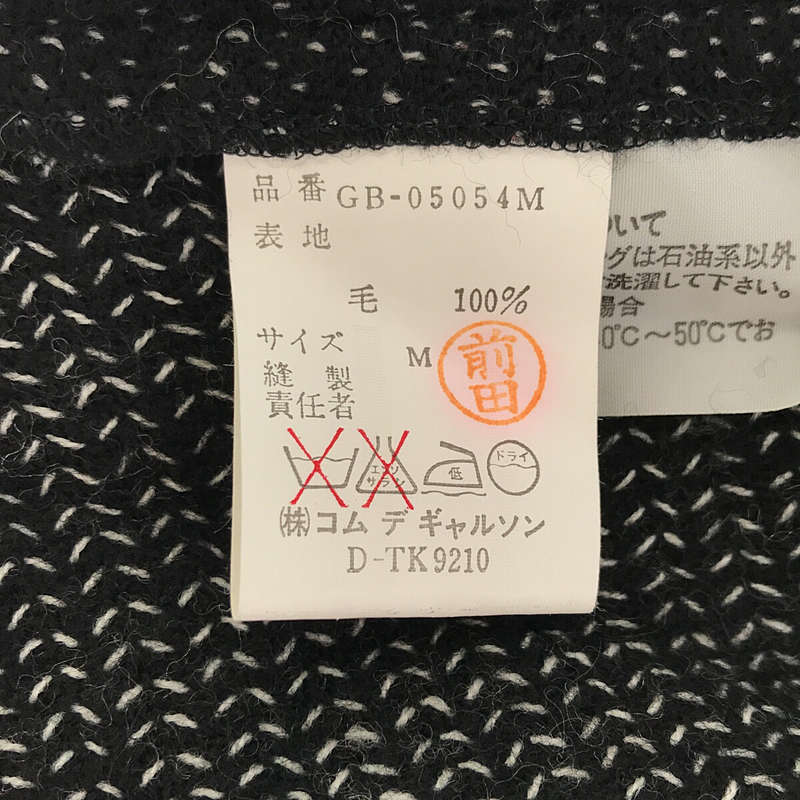 品番 GB-05054M
表地
毛 100%
サイズ M
縫製
責任者
前田
エンソ
サラシ
低
ドライ
㈱コム デ ギャルソン
D-TK9210
ついて
グは石油系以外
洗濯して下さい。
場合
0℃～50℃でお